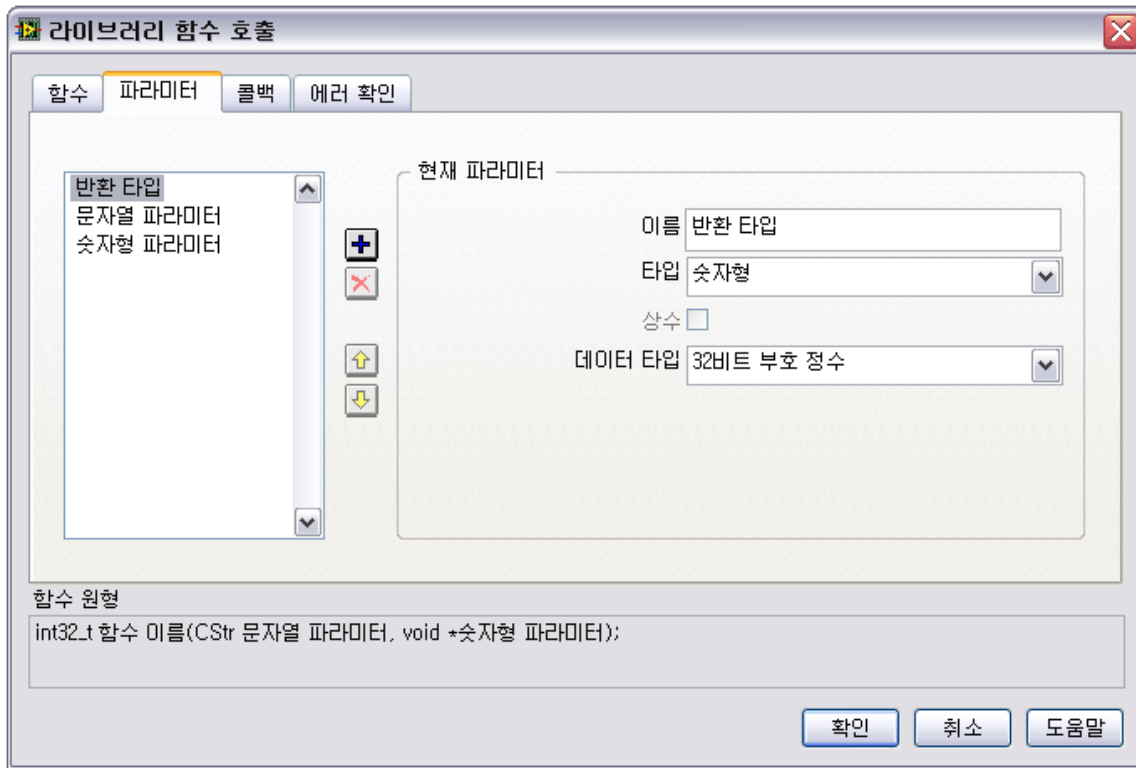 라이브러리 함수 호출
함수 파라미터 콜백 에러 확인
반환 타입
문자열 파라미터
숫자형 파라미터
현재 파라미터
이름 반환 타입
타입 숫자형
상수
데이터 타입 32비트 부호 정수
함수 원형
int32_t 함수 이름(CStr 문자열 파라미터, void *숫자형 파라미터);
확인 취소 도움말